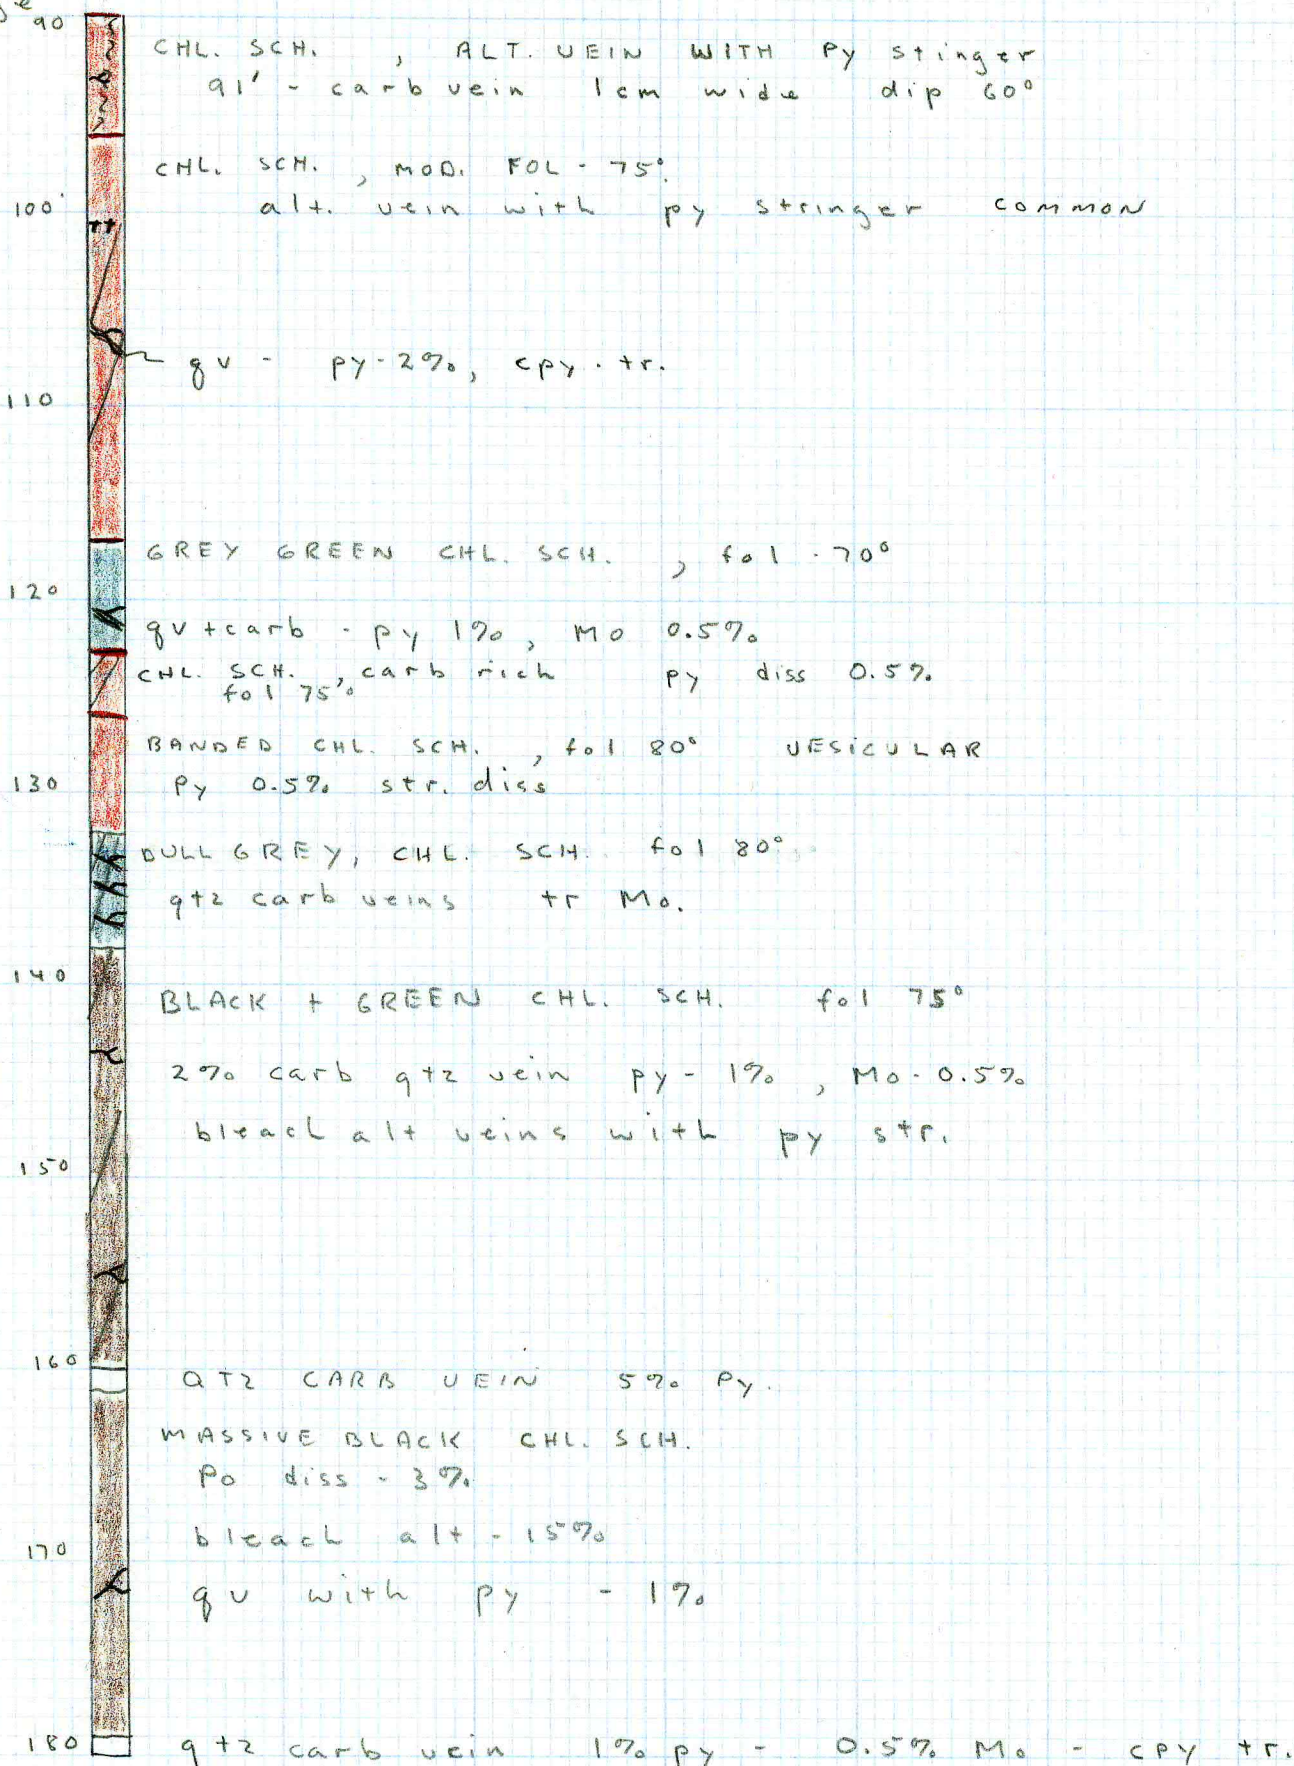 90
CHL. SCH. , ALT. VEIN WITH Py stinger
91' - carb vein 1cm wide dip 60°
CHL. SCH. , MOD. FOL - 75°
100' alt. vein with py stringer COMMON
qv - py - 2%, cpy - tr.
110
GREY GREEN CHL. SCH. , fol - 70°
120
qv + carb - py 1%, Mo 0.5%
CHL. SCH. , carb rich py diss 0.5%
fol 75°
BANDED CHL. SCH. , fol 80° VESICULAR
130 Py 0.5% str. diss
DULL GREY, CHL. SCH. fol 80°
qtz carb veins tr Mo.
140
BLACK + GREEN CHL. SCH. fol 75°
2% carb qtz vein py - 1%, Mo - 0.5%
bleach alt veins with py str.
150
160
QTZ CARB VEIN 5% Py.
MASSIVE BLACK CHL. SCH.
Po diss - 3%
bleach alt - 15%
170
qv with py - 1%
180 qtz carb vein 1% py - 0.5% Mo - cpy tr.